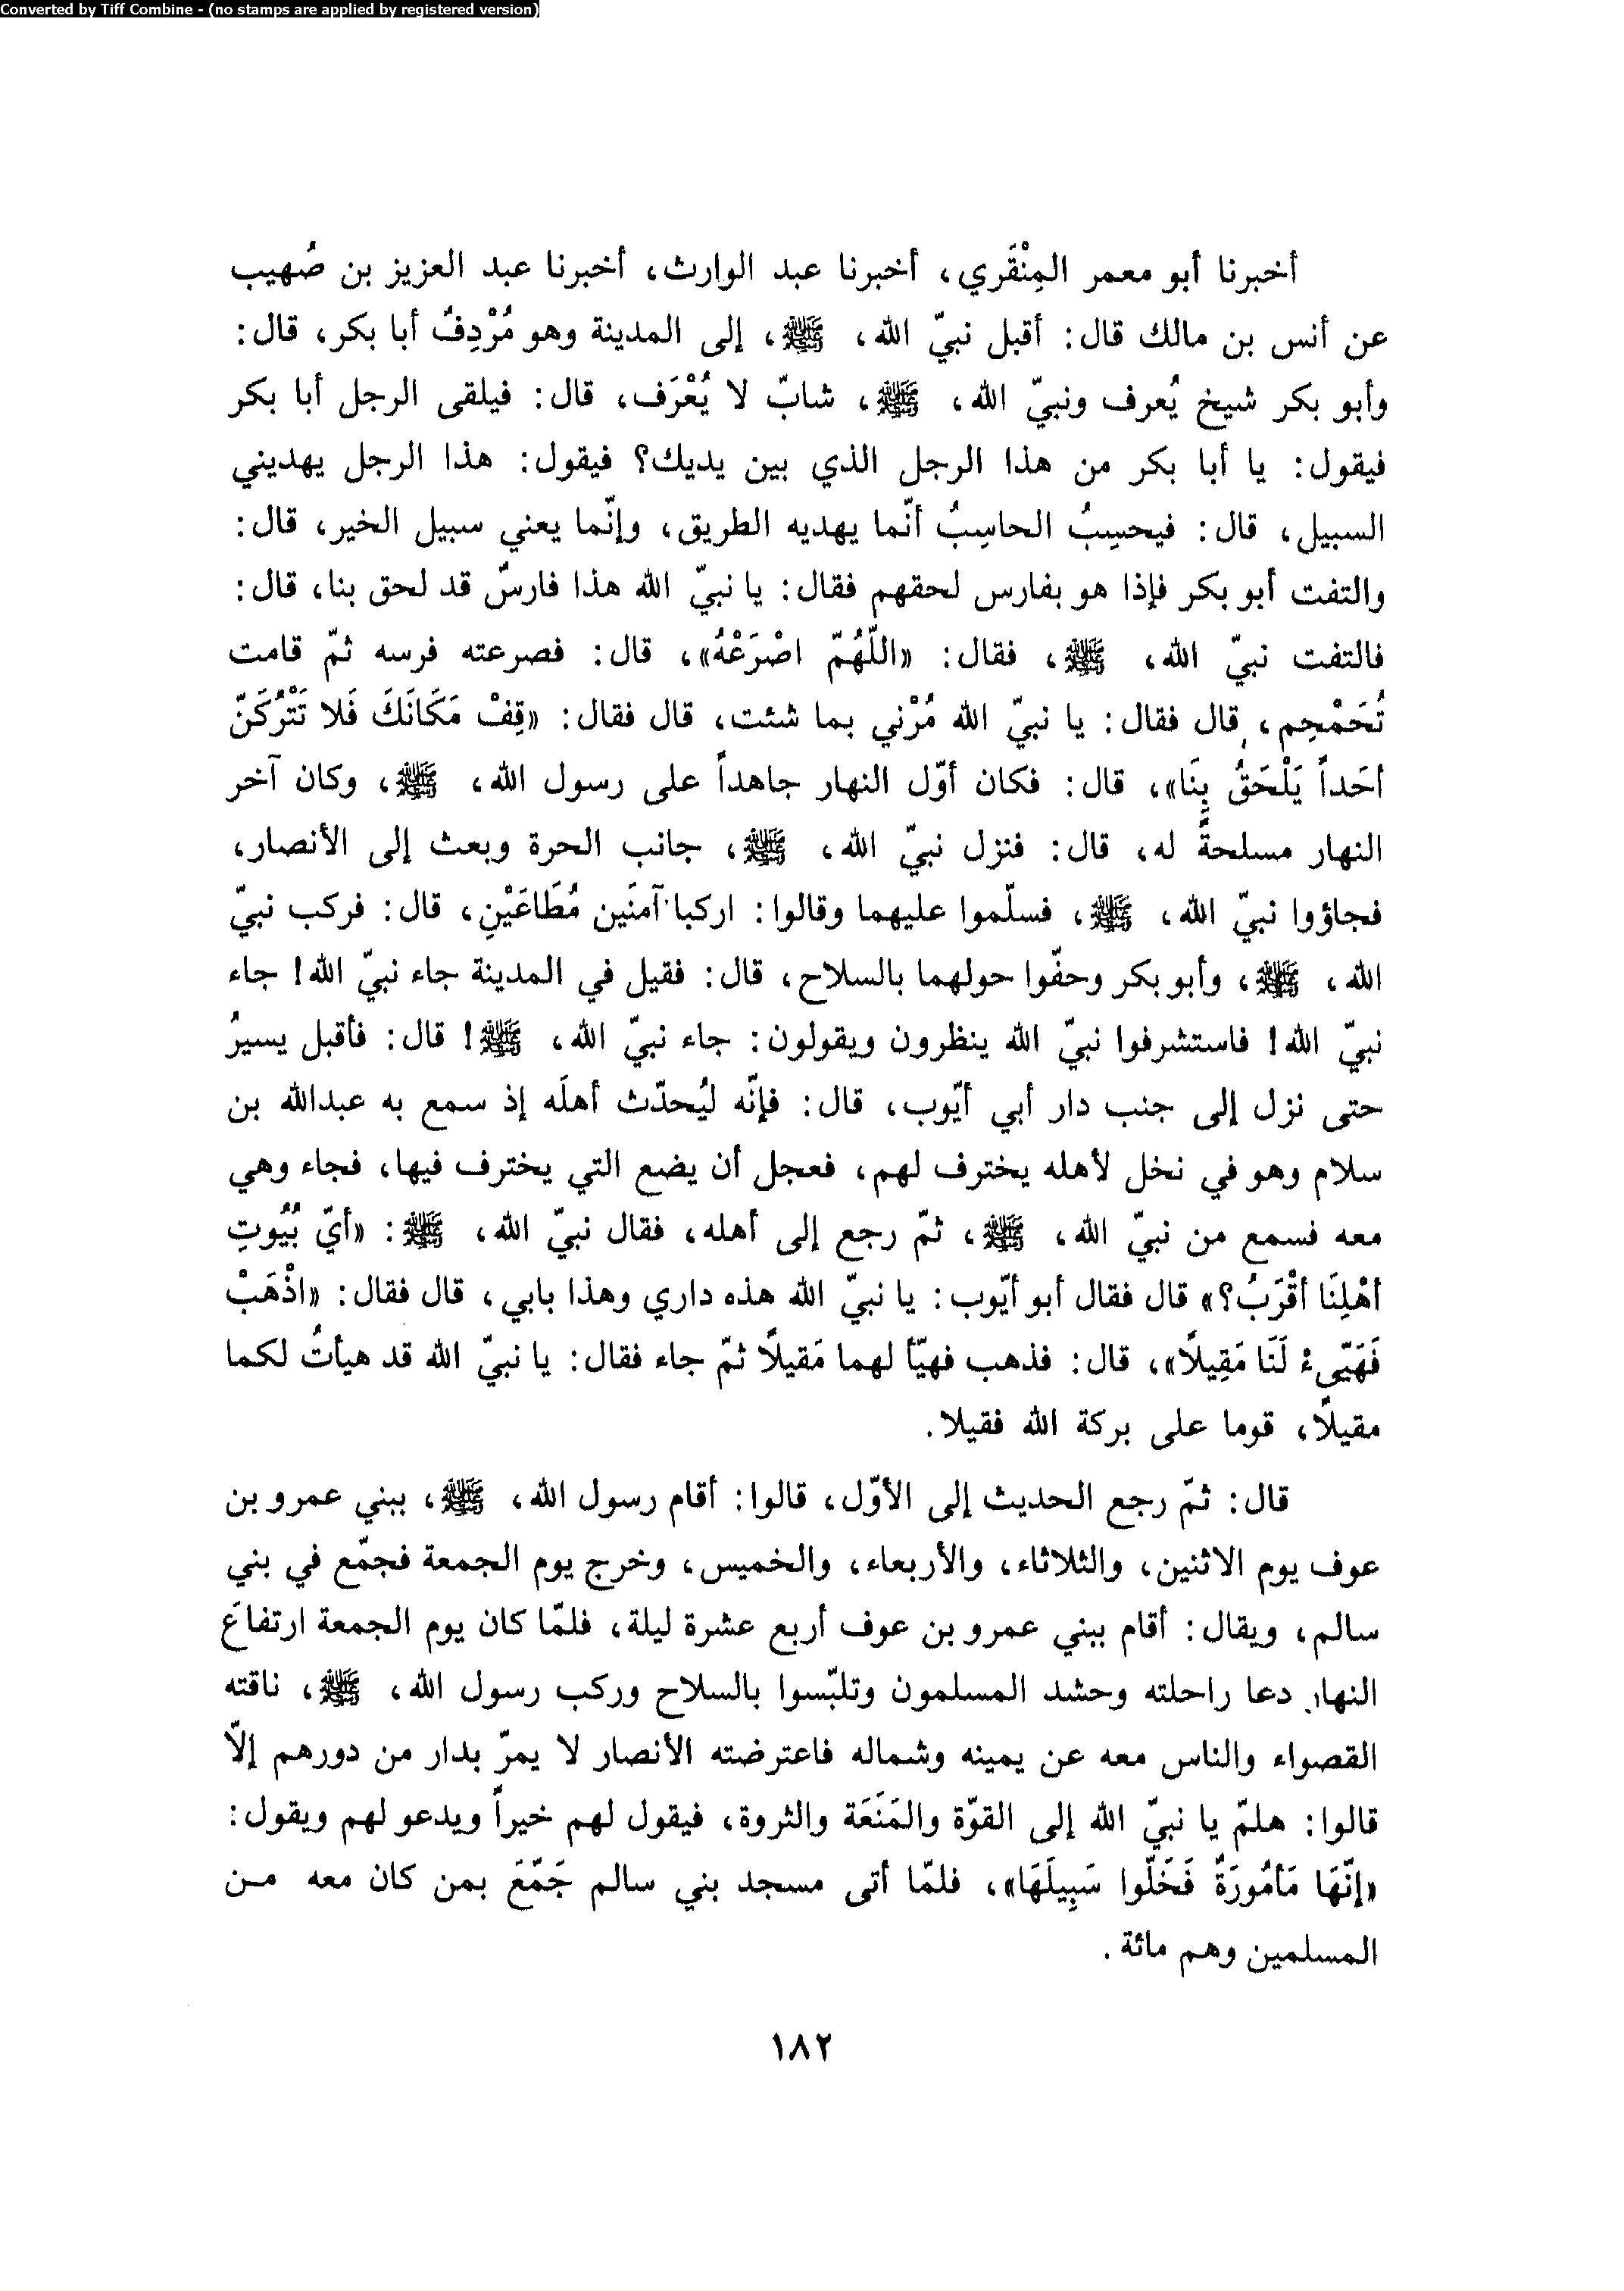 Converted by Tiff Combine - (no stamps are applied by registered version)
أخبرنا أبو معمر المِنْقَري، أخبرنا عبد الوارث، أخبرنا عبد العزيز بن صُهيب
عن أنس بن مالك قال: أقبل نبيّ الله، ﷺ، إلى المدينة وهو مُرْدِفٌ أبا بكر، قال:
وأبو بكر شيخ يُعرف ونبيّ الله، ﷺ، شابّ لا يُعْرَف، قال: فيلقى الرجل أبا بكر
فيقول: يا أبا بكر من هذا الرجل الذي بين يديك؟ فيقول: هذا الرجل يهديني
السبيل، قال: فيحسِبُ الحاسِبُ أنّما يهديه الطريق، وإنّما يعني سبيل الخير، قال:
والتفت أبو بكر فإذا هو بفارس لحقهم فقال: يا نبيّ الله هذا فارسٌ قد لحق بنا، قال:
فالتفت نبيّ الله، ﷺ، فقال: «اللّهُمّ اصْرَعْهُ»، قال: فصرعته فرسه ثمّ قامت
تُحَمْحِم، قال فقال: يا نبيّ الله مُرْني بما شئت، قال فقال: «قِفْ مَكَانَكَ فَلا تَتْرُكَنّ
أحَداً يَلْحَقُ بِنَا»، قال: فكان أوّل النهار جاهداً على رسول الله، ﷺ، وكان آخر
النهار مسلحةً له، قال: فنزل نبيّ الله، ﷺ، جانب الحرة وبعث إلى الأنصار،
فجاؤوا نبيّ الله، ﷺ، فسلّموا عليهما وقالوا: اركبا آمنَين مُطَاعَيْنِ، قال: فركب نبيّ
الله، ﷺ، وأبو بكر وحفّوا حولهما بالسلاح، قال: فقيل في المدينة جاء نبيّ الله! جاء
نبيّ الله! فاستشرفوا نبيّ الله ينظرون ويقولون: جاء نبيّ الله، ﷺ! قال: فأقبل يسيرُ
حتى نزل إلى جنب دار أبي أيّوب، قال: فإنّه ليُحدّث أهلَه إذ سمع به عبدالله بن
سلام وهو في نخل لأهله يخترف لهم، فعجل أن يضع التي يخترف فيها، فجاء وهي
معه فسمع من نبيّ الله، ﷺ، ثمّ رجع إلى أهله، فقال نبيّ الله، ﷺ: «أيّ بُيُوتِ
أهْلِنَا أقْرَبُ؟» قال فقال أبو أيّوب: يا نبيّ الله هذه داري وهذا بابي، قال فقال: «اذْهَبْ
فَهَيّىءْ لَنَا مَقِيلًا»، قال: فذهب فهيّأ لهما مَقيلًا ثمّ جاء فقال: يا نبيّ الله قد هيأتُ لكما
مقيلًا، قوما على بركة الله فقيلا.
قال: ثمّ رجع الحديث إلى الأوّل، قالوا: أقام رسول الله، ﷺ، ببني عمرو بن
عوف يوم الاثنين، والثلاثاء، والأربعاء، والخميس، وخرج يوم الجمعة فجمّع في بني
سالم، ويقال: أقام ببني عمرو بن عوف أربع عشرة ليلة، فلمّا كان يوم الجمعة ارتفاعَ
النهار دعا راحلته وحشد المسلمون وتلبّسوا بالسلاح وركب رسول الله، ﷺ، ناقته
القصواء والناس معه عن يمينه وشماله فاعترضته الأنصار لا يمرّ بدار من دورهم إلّا
قالوا: هلمّ يا نبيّ الله إلى القوّة والمَنَعَة والثروة، فيقول لهم خيراً ويدعو لهم ويقول:
«إنّهَا مَأمُورَةٌ فَخَلّوا سَبِيلَهَا»، فلمّا أتى مسجد بني سالم جَمّعَ بمن كان معه من
المسلمين وهم مائة.
١٨٢